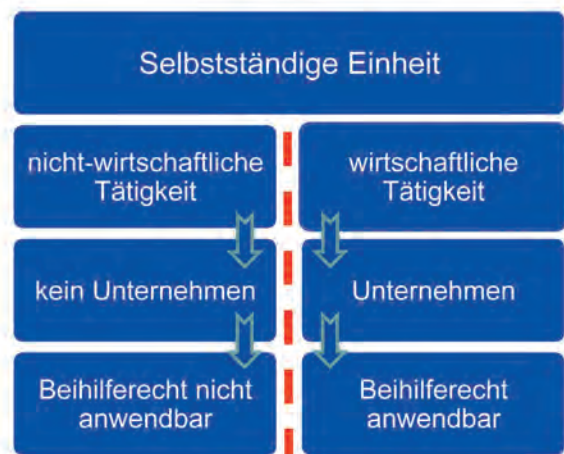 Selbstständige Einheit
nicht-wirtschaftliche
Tätigkeit
wirtschaftliche
Tätigkeit
kein Unternehmen
Unternehmen
Beihilferecht nicht
anwendbar
Beihilferecht
anwendbar